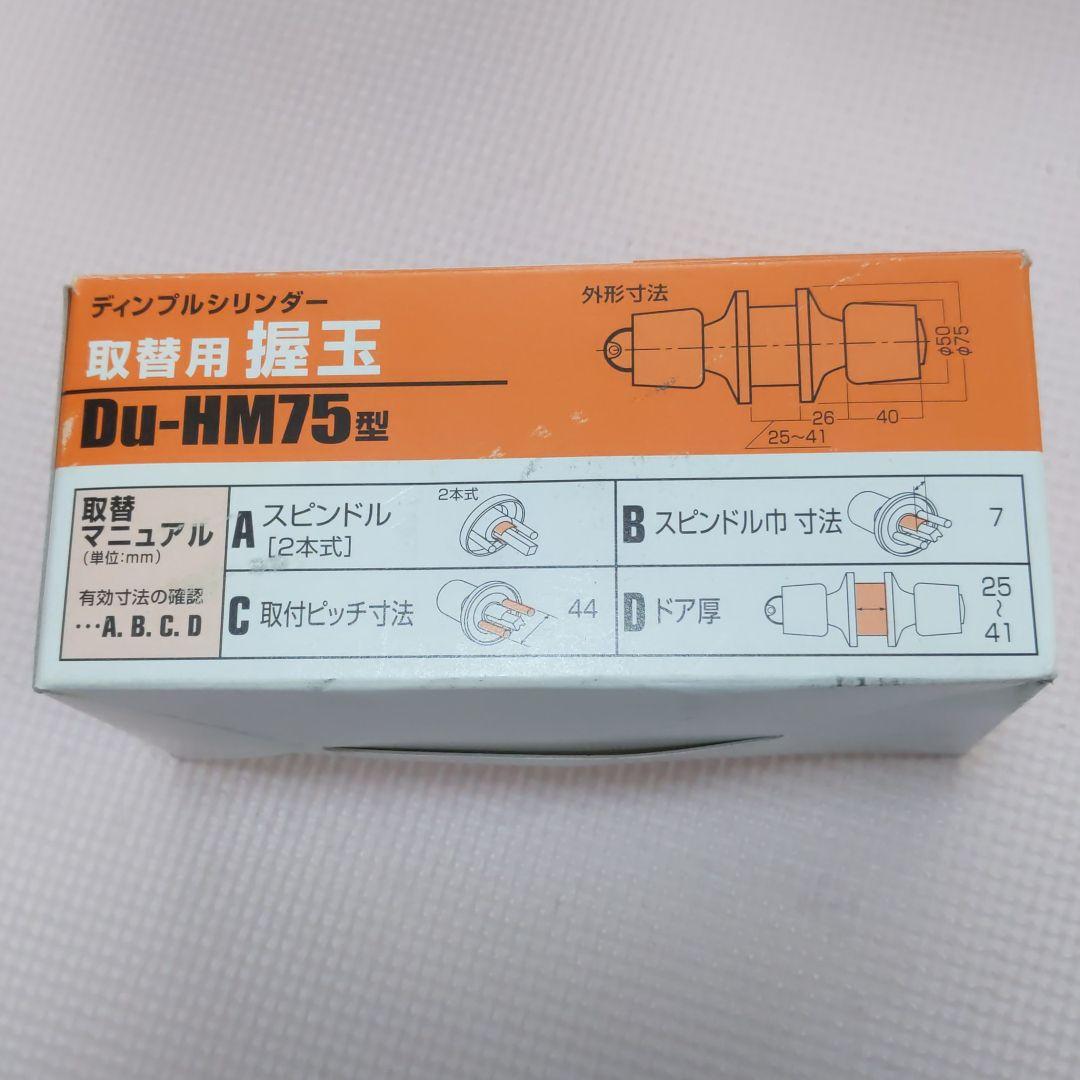 ディンプルシリンダー
取替用 握玉
Du-HM75型
外形寸法
φ50
φ75
26
40
25〜41
取替
マニュアル
(単位:mm)
有効寸法の確認
…A. B. C. D
A スピンドル
[2本式]
2本式
B スピンドル巾 寸法
7
C 取付ピッチ寸法
44
D ドア厚
25
〜
41